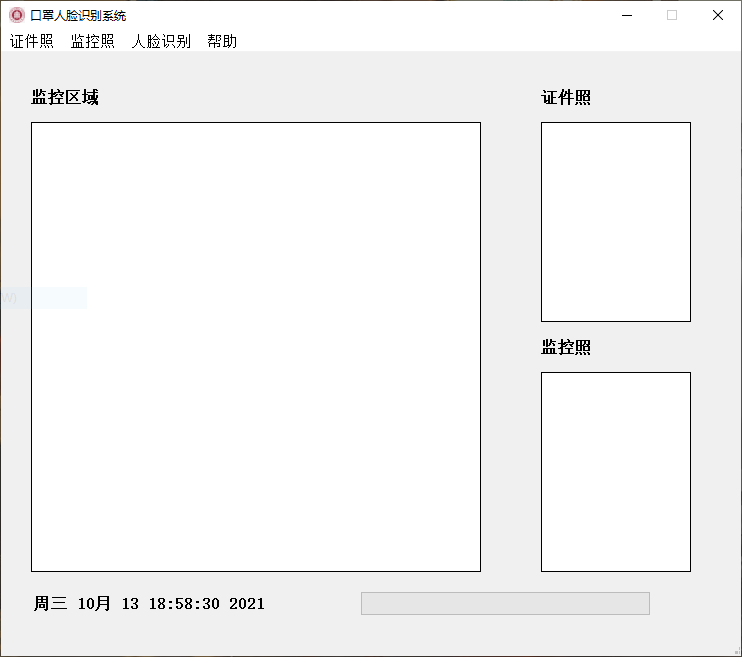 口罩人脸识别系统
证件照 监控照 人脸识别 帮助
监控区域
证件照
W)
监控照
周三 10月 13 18:58:30 2021